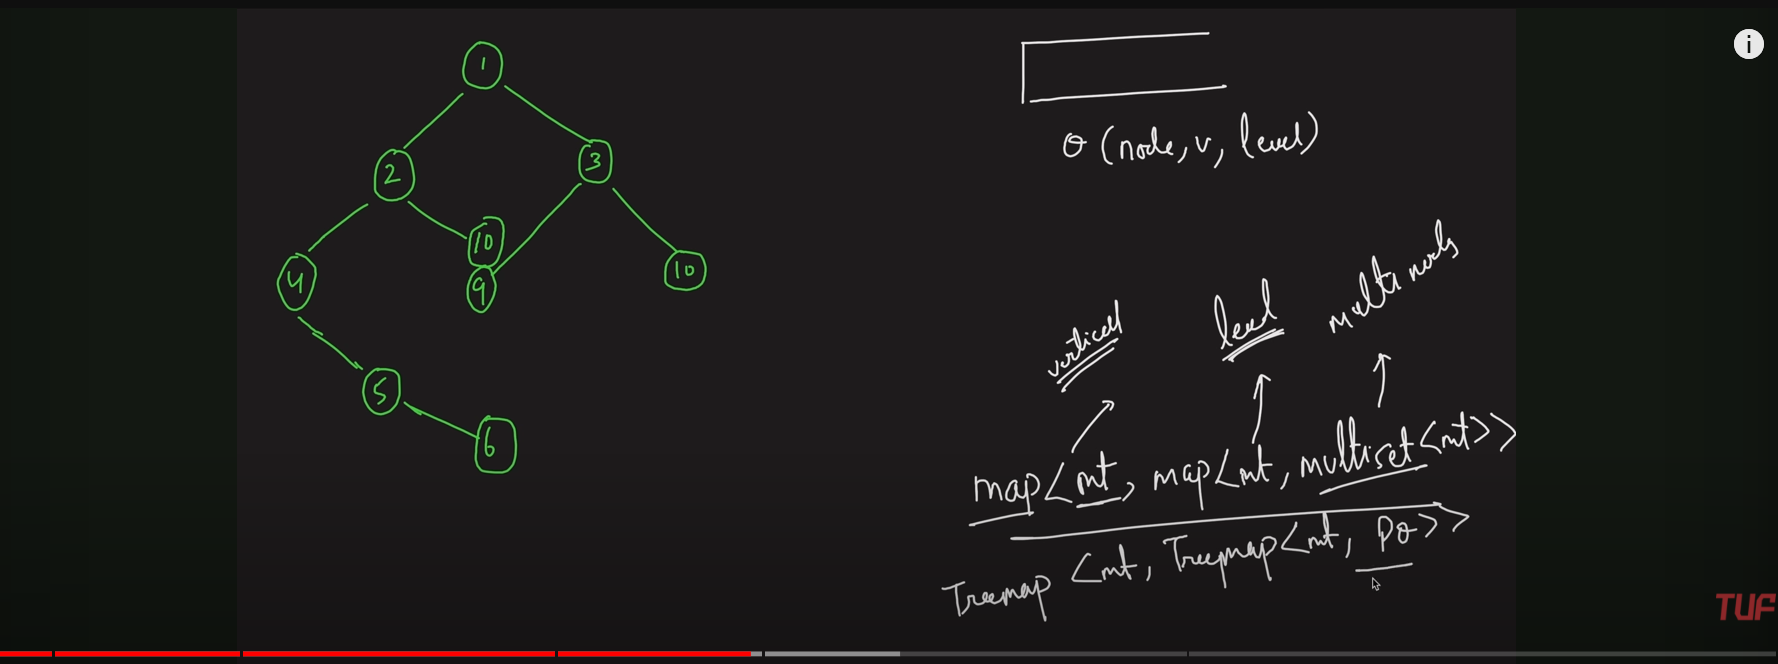 1
2
3
10
4
9
10
5
6
Q (node, v, level)
vertical
level
multi nodes
map<int, map<int, multiset<int>>
Treemap <int, Treemap<int, PQ>>
TUF
i